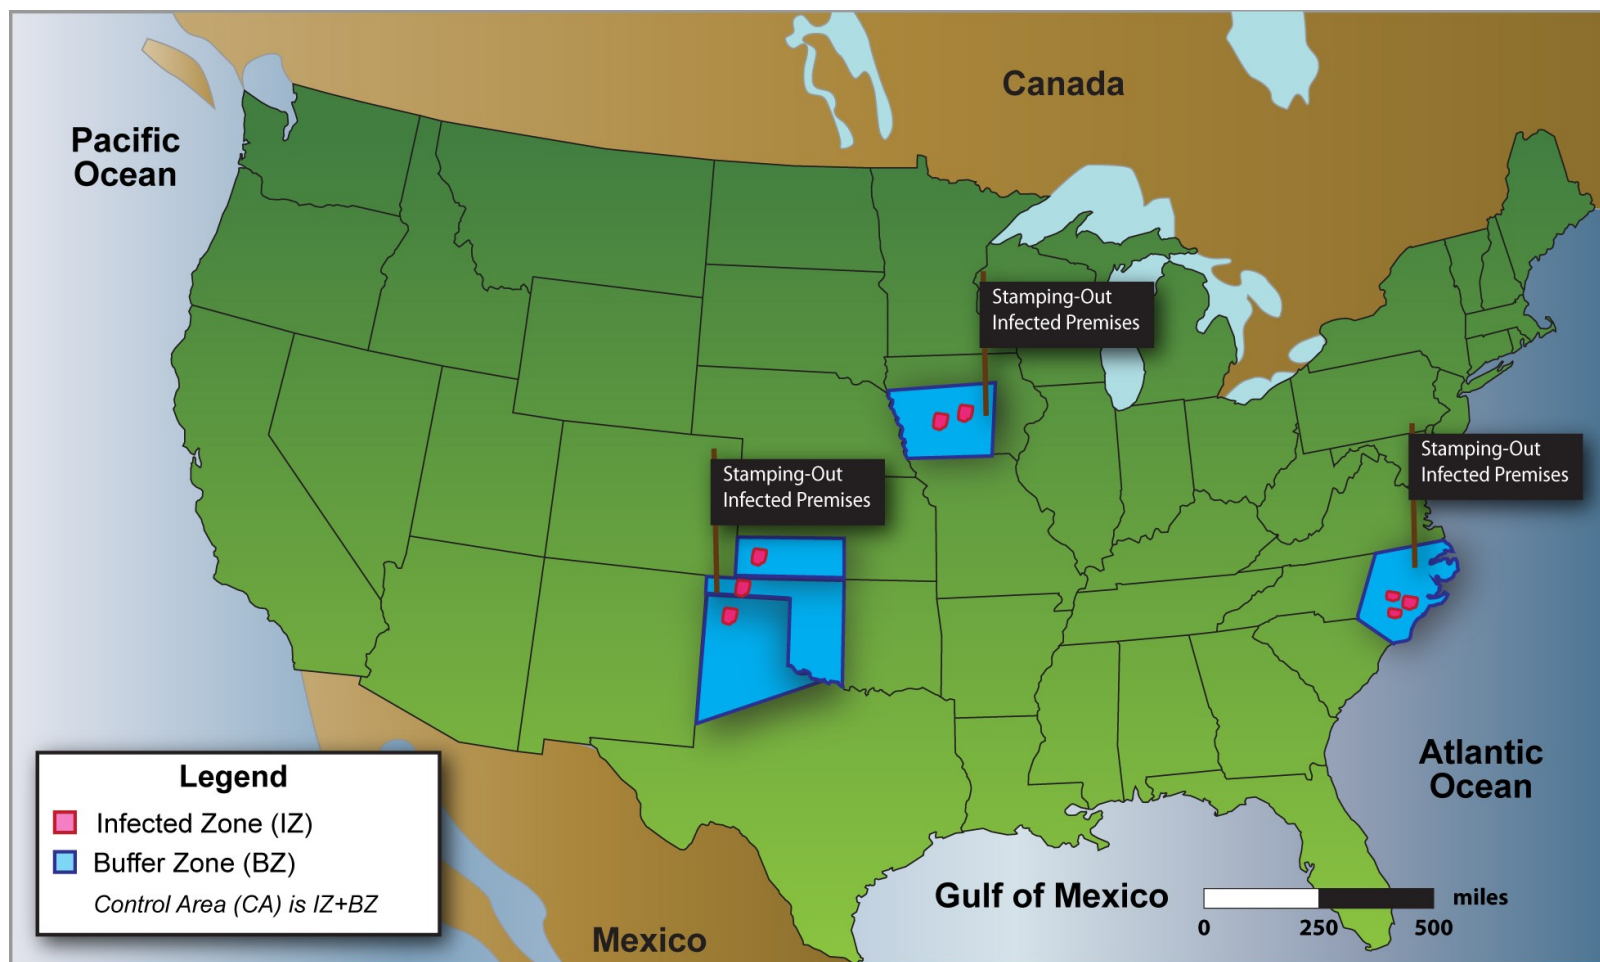 Canada
Pacific
Ocean
Stamping-Out
Infected Premises
Stamping-Out
Infected Premises
Stamping-Out
Infected Premises
Atlantic
Ocean
Legend
Infected Zone (IZ)
Buffer Zone (BZ)
Control Area (CA) is IZ+BZ
Gulf of Mexico
miles
0 250 500
Mexico